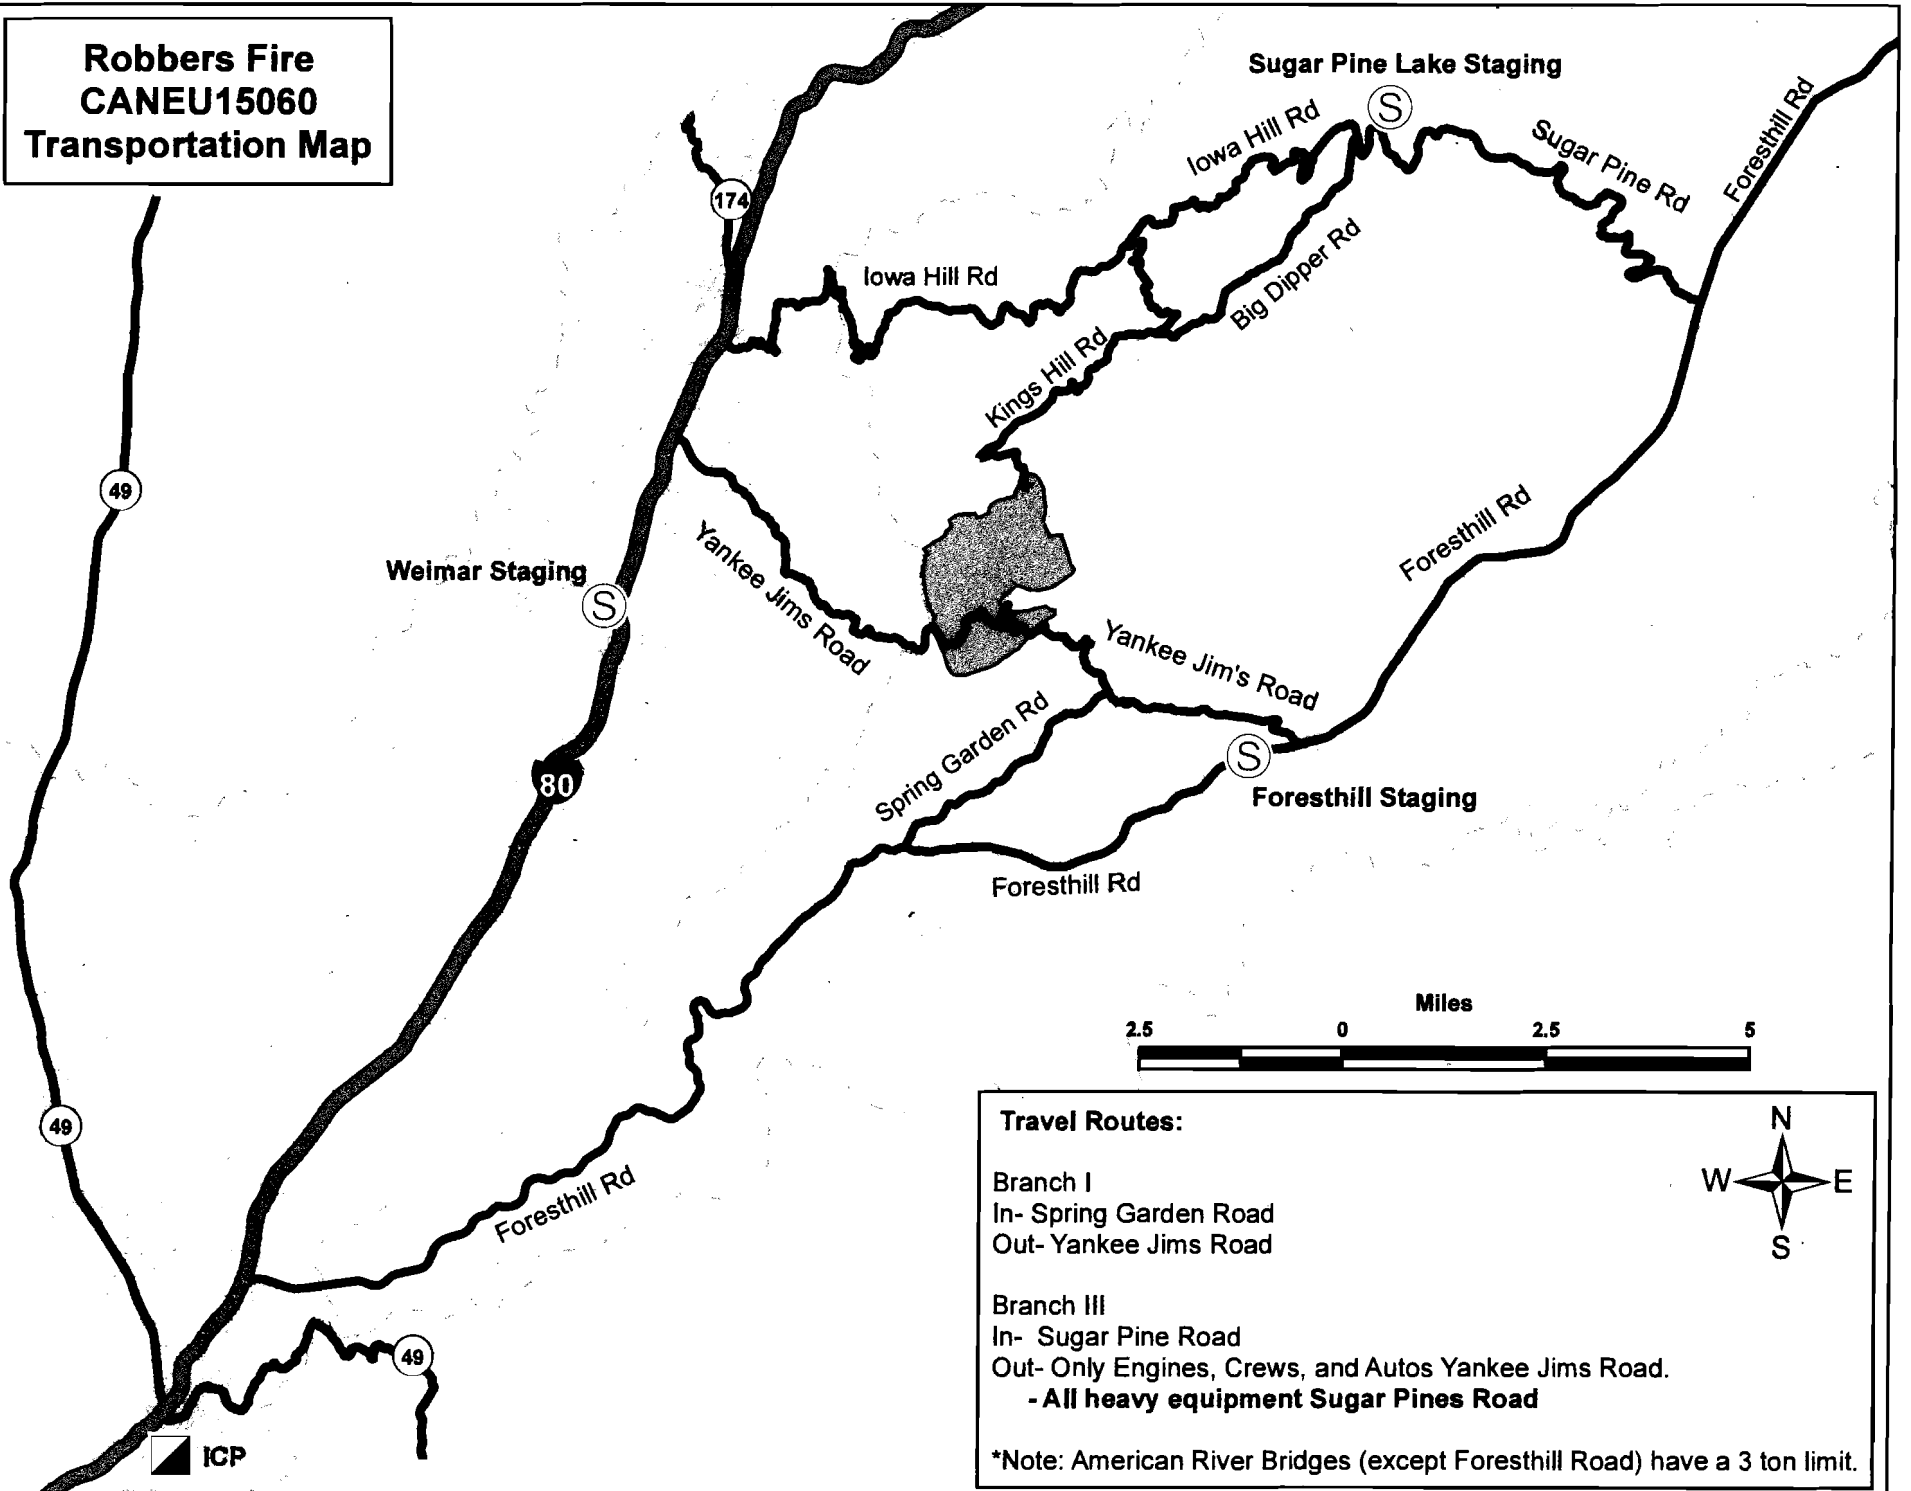 Robbers Fire
CANEU15060
Transportation Map
Sugar Pine Lake Staging
S
Iowa Hill Rd
Sugar Pine Rd
Foresthill Rd
174
Iowa Hill Rd
Big Dipper Rd
Kings Hill Rd
49
Foresthill Rd
Yankee Jims Road
Weimar Staging
S
Yankee Jim's Road
Spring Garden Rd
S
80
Foresthill Staging
Foresthill Rd
Miles
2.5 0 2.5 5
49
Foresthill Rd
49
ICP
Travel Routes:
N
W E
S
Branch I
In- Spring Garden Road
Out- Yankee Jims Road
Branch III
In- Sugar Pine Road
Out- Only Engines, Crews, and Autos Yankee Jims Road.
- All heavy equipment Sugar Pines Road
*Note: American River Bridges (except Foresthill Road) have a 3 ton limit.